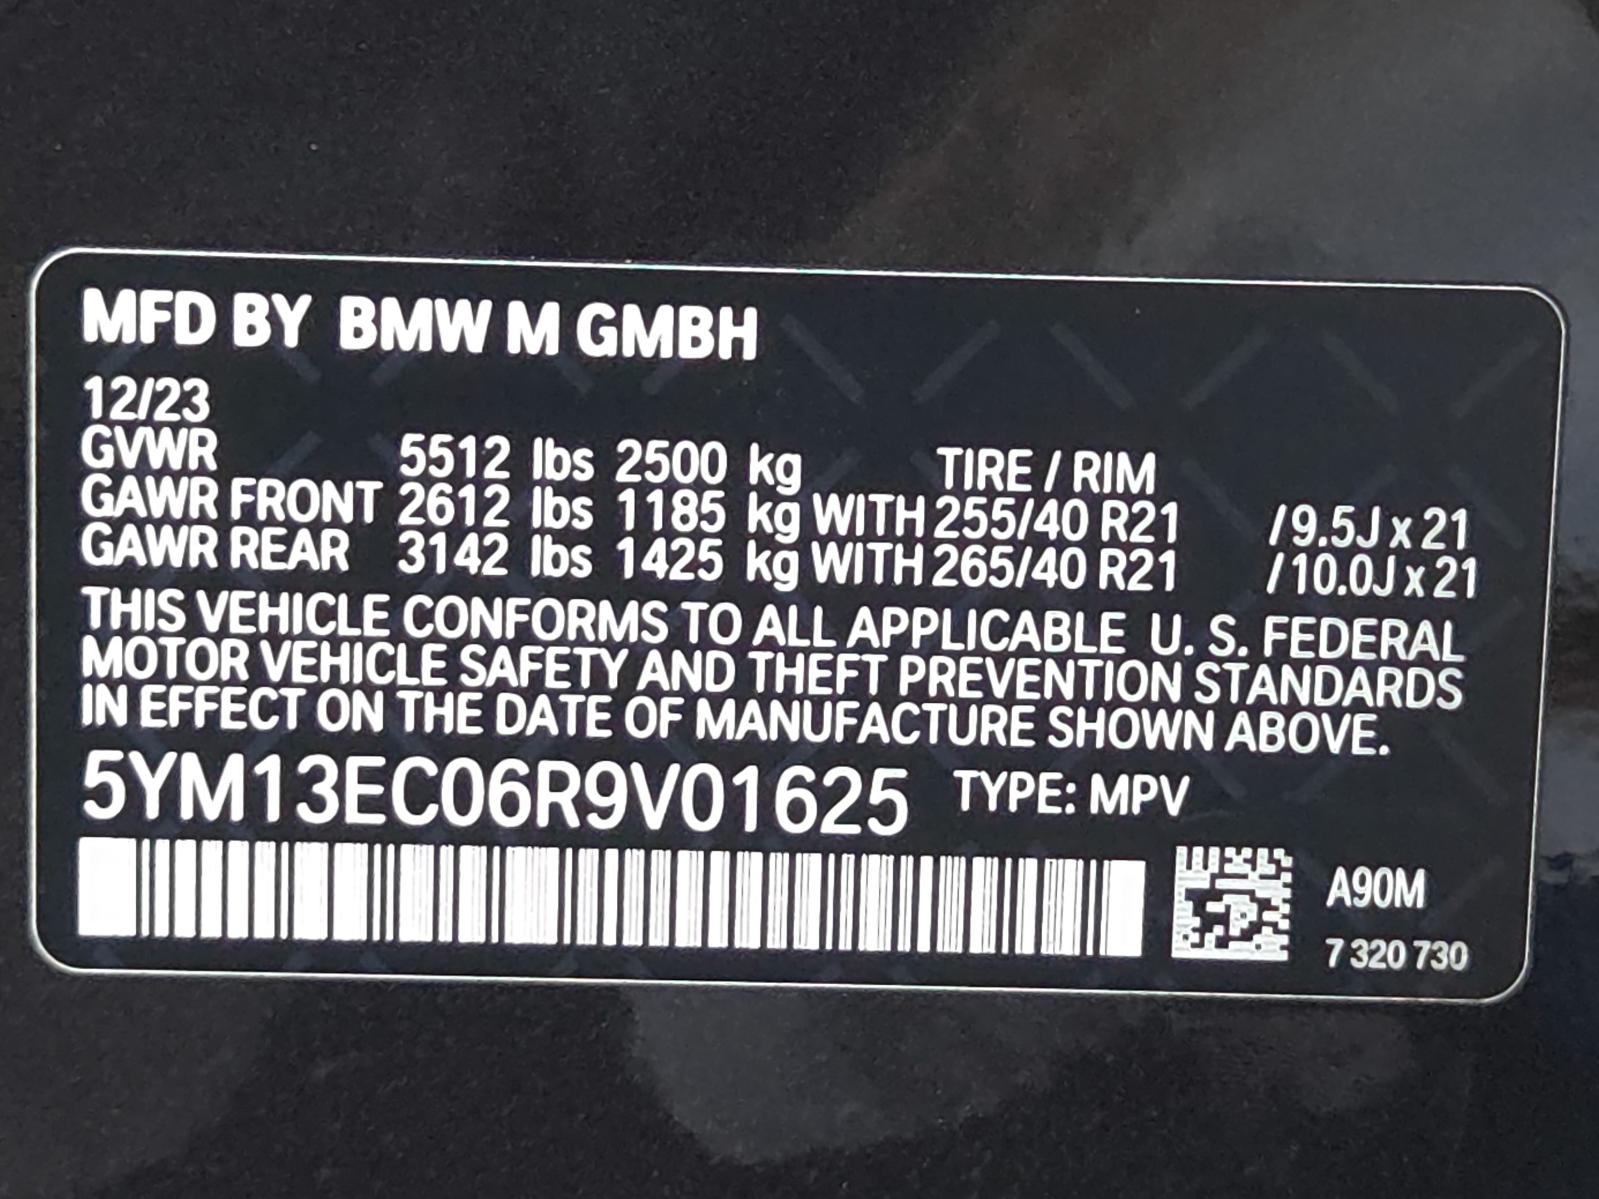 MFD BY BMW M GMBH
12/23
GVWR 5512 lbs 2500 kg TIRE / RIM
GAWR FRONT 2612 lbs 1185 kg WITH 255/40 R21 /9.5J x 21
GAWR REAR 3142 lbs 1425 kg WITH 265/40 R21 /10.0J x 21
THIS VEHICLE CONFORMS TO ALL APPLICABLE U. S. FEDERAL
MOTOR VEHICLE SAFETY AND THEFT PREVENTION STANDARDS
IN EFFECT ON THE DATE OF MANUFACTURE SHOWN ABOVE.
5YM13EC06R9V01625 TYPE: MPV
A90M
7 320 730